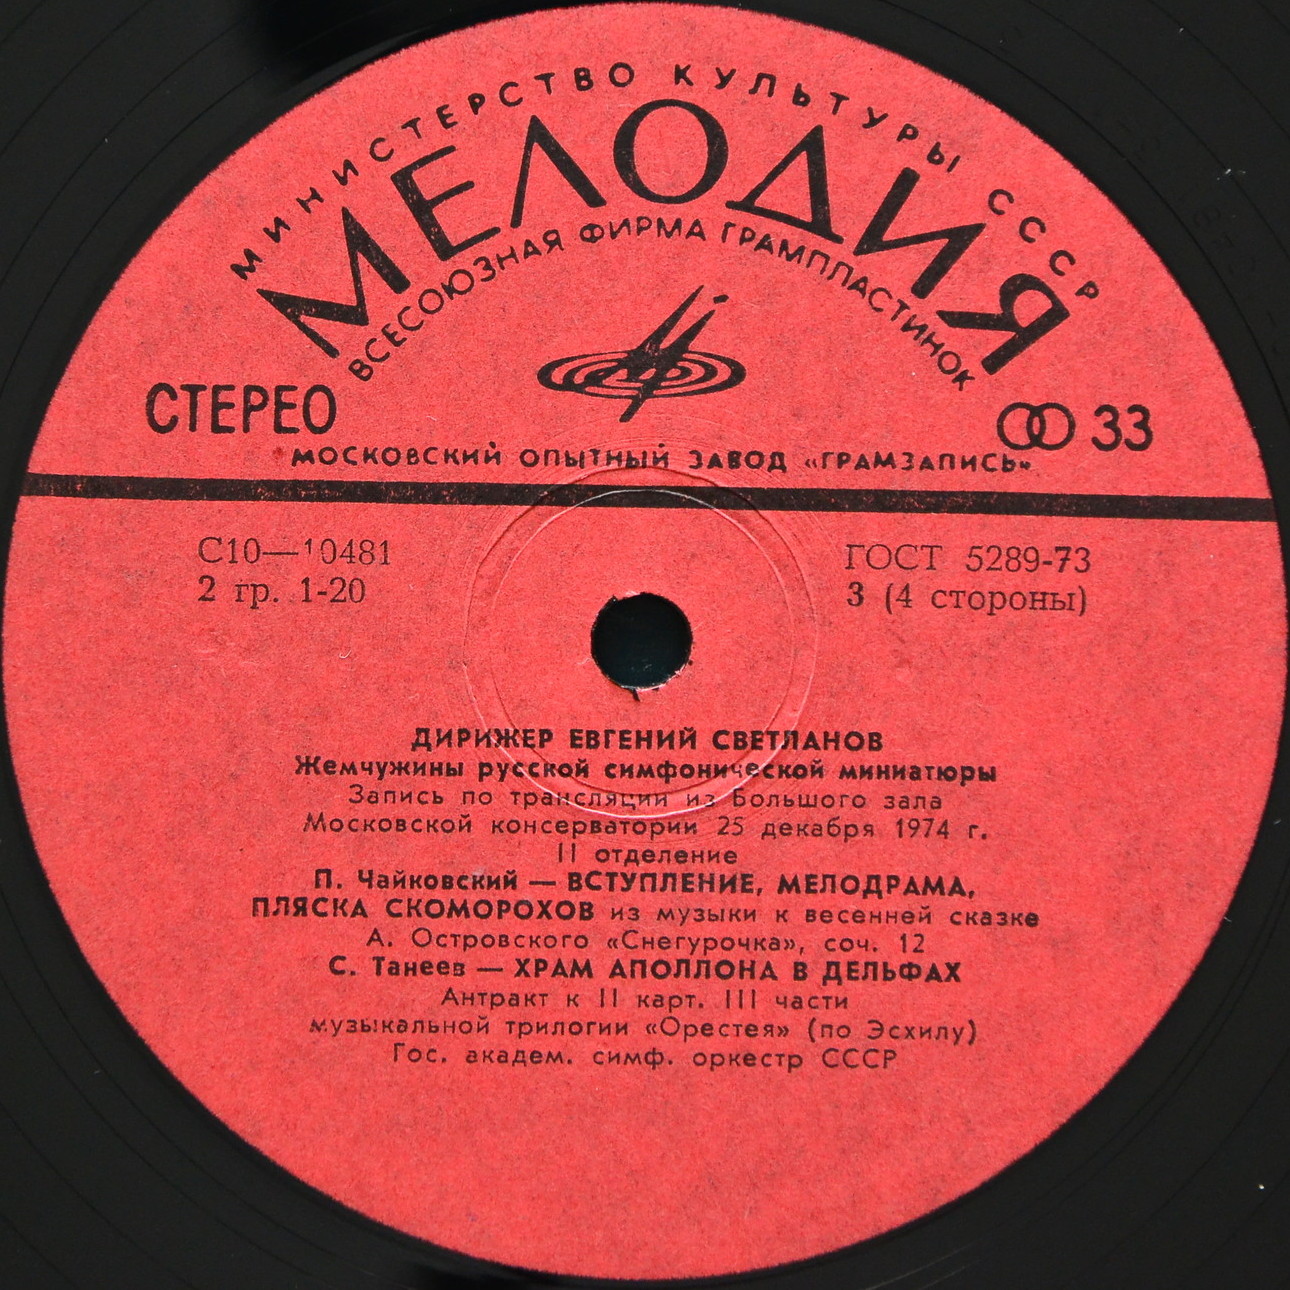 МИНИСТЕРСТВО КУЛЬТУРЫ СССР
МЕЛОДИЯ
ВСЕСОЮЗНАЯ ФИРМА ГРАМПЛАСТИНОК
СТЕРЕО
33
МОСКОВСКИЙ ОПЫТНЫЙ ЗАВОД «ГРАМЗАПИСЬ»
С10—10481
ГОСТ 5289-73
2 гр. 1-20
3 (4 стороны)
ДИРИЖЕР ЕВГЕНИЙ СВЕТЛАНОВ
Жемчужины русской симфонической миниатюры
Запись по трансляции из Большого зала
Московской консерватории 25 декабря 1974 г.
II отделение
П. Чайковский — ВСТУПЛЕНИЕ, МЕЛОДРАМА,
ПЛЯСКА СКОМОРОХОВ из музыки к весенней сказке
А. Островского «Снегурочка», соч. 12
С. Танеев — ХРАМ АПОЛЛОНА В ДЕЛЬФАХ
Антракт к II карт. III части
музыкальной трилогии «Орестея» (по Эсхилу)
Гос. академ. симф. оркестр СССР